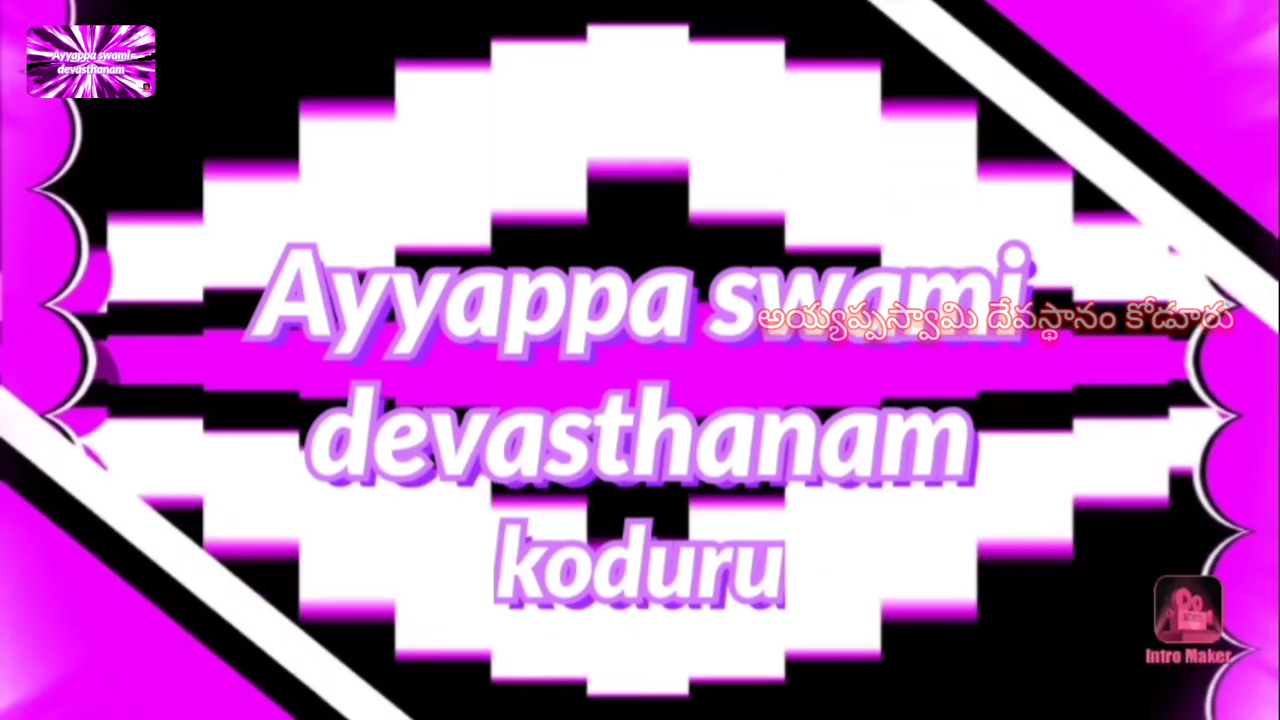 Ayyappa swami
devasthanam
Ayyappa swami
అయ్యప్పస్వామి దేవస్థానం కోడూరు
devasthanam
koduru
Intro Maker